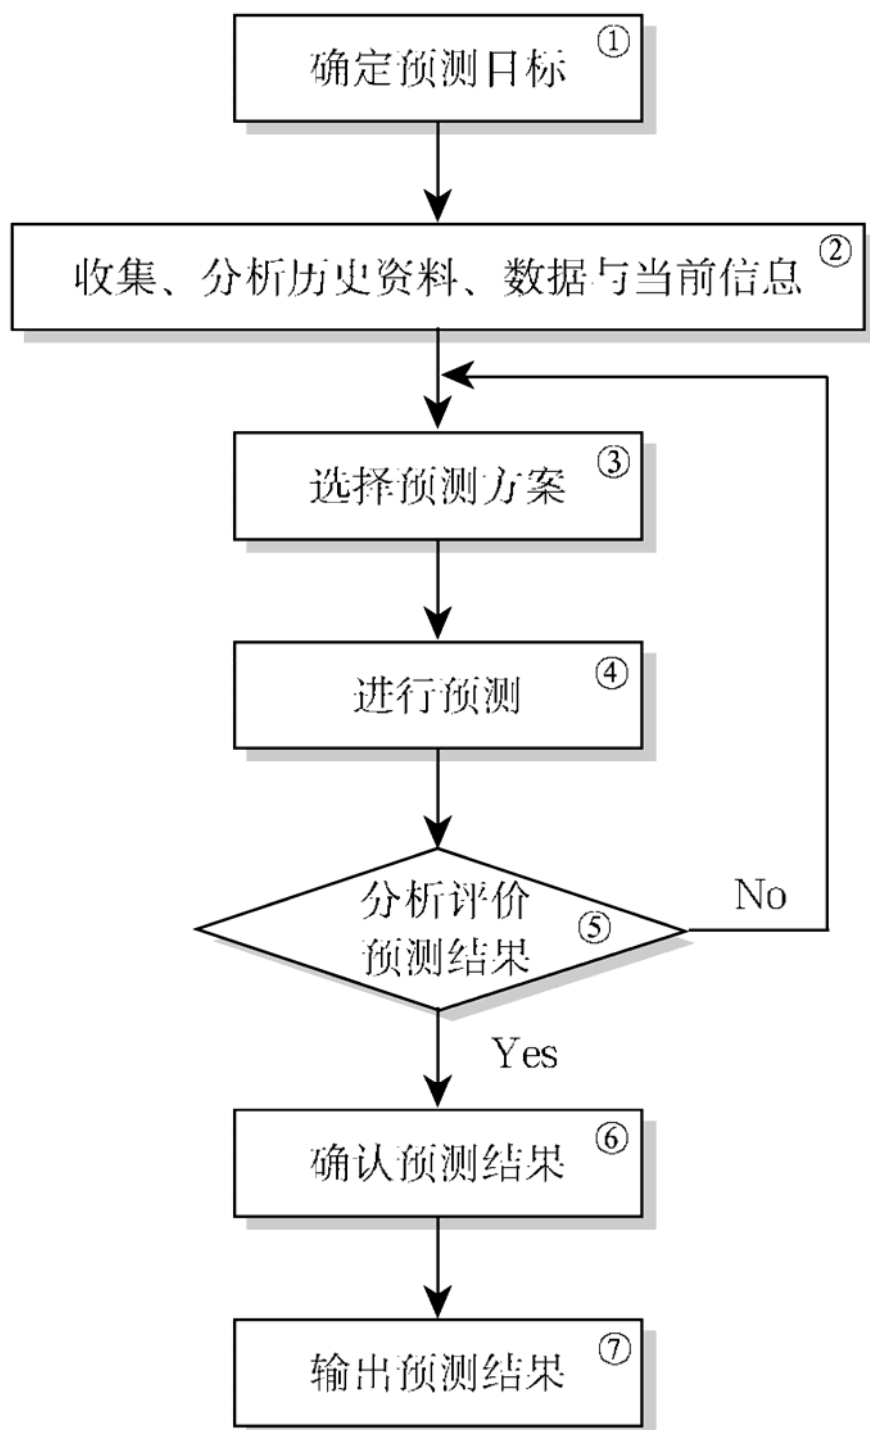 确定预测目标 ①
收集、分析历史资料、数据与当前信息 ②
选择预测方案 ③
进行预测 ④
分析评价
预测结果 ⑤
No
Yes
确认预测结果 ⑥
输出预测结果 ⑦